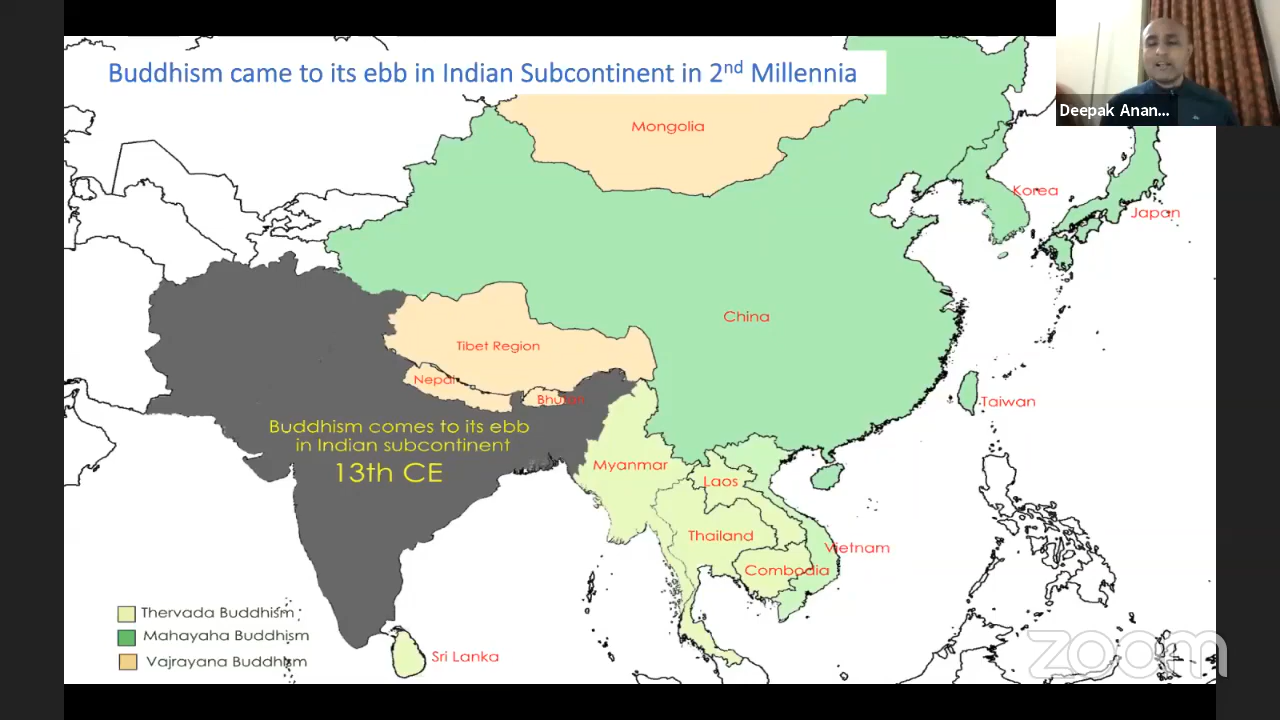 Buddhism came to its ebb in Indian Subcontinent in 2nd Millennia
Deepak Anan...
Mongolia
Korea
Japan
China
Tibet Region
Nepal
Bhutan
Taiwan
Buddhism comes to its ebb
in Indian subcontinent
13th CE
Myanmar
Laos
Thailand
Vietnam
Combodia
Thervada Buddhism
Mahayaha Buddhism
Vajrayana Buddhism
Sri Lanka
zoom